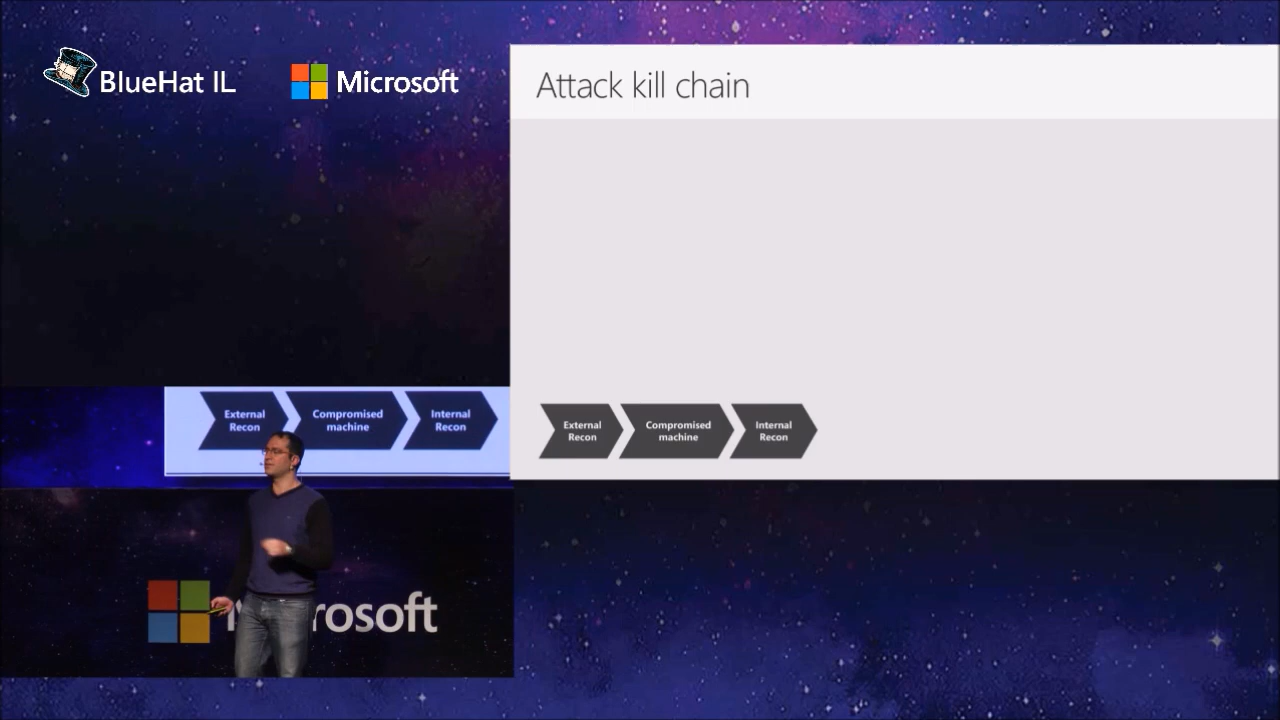 BlueHat IL
Microsoft
Attack kill chain
External
Recon
Compromised
machine
Internal
Recon
External
Recon
Compromised
machine
Internal
Recon
rosoft